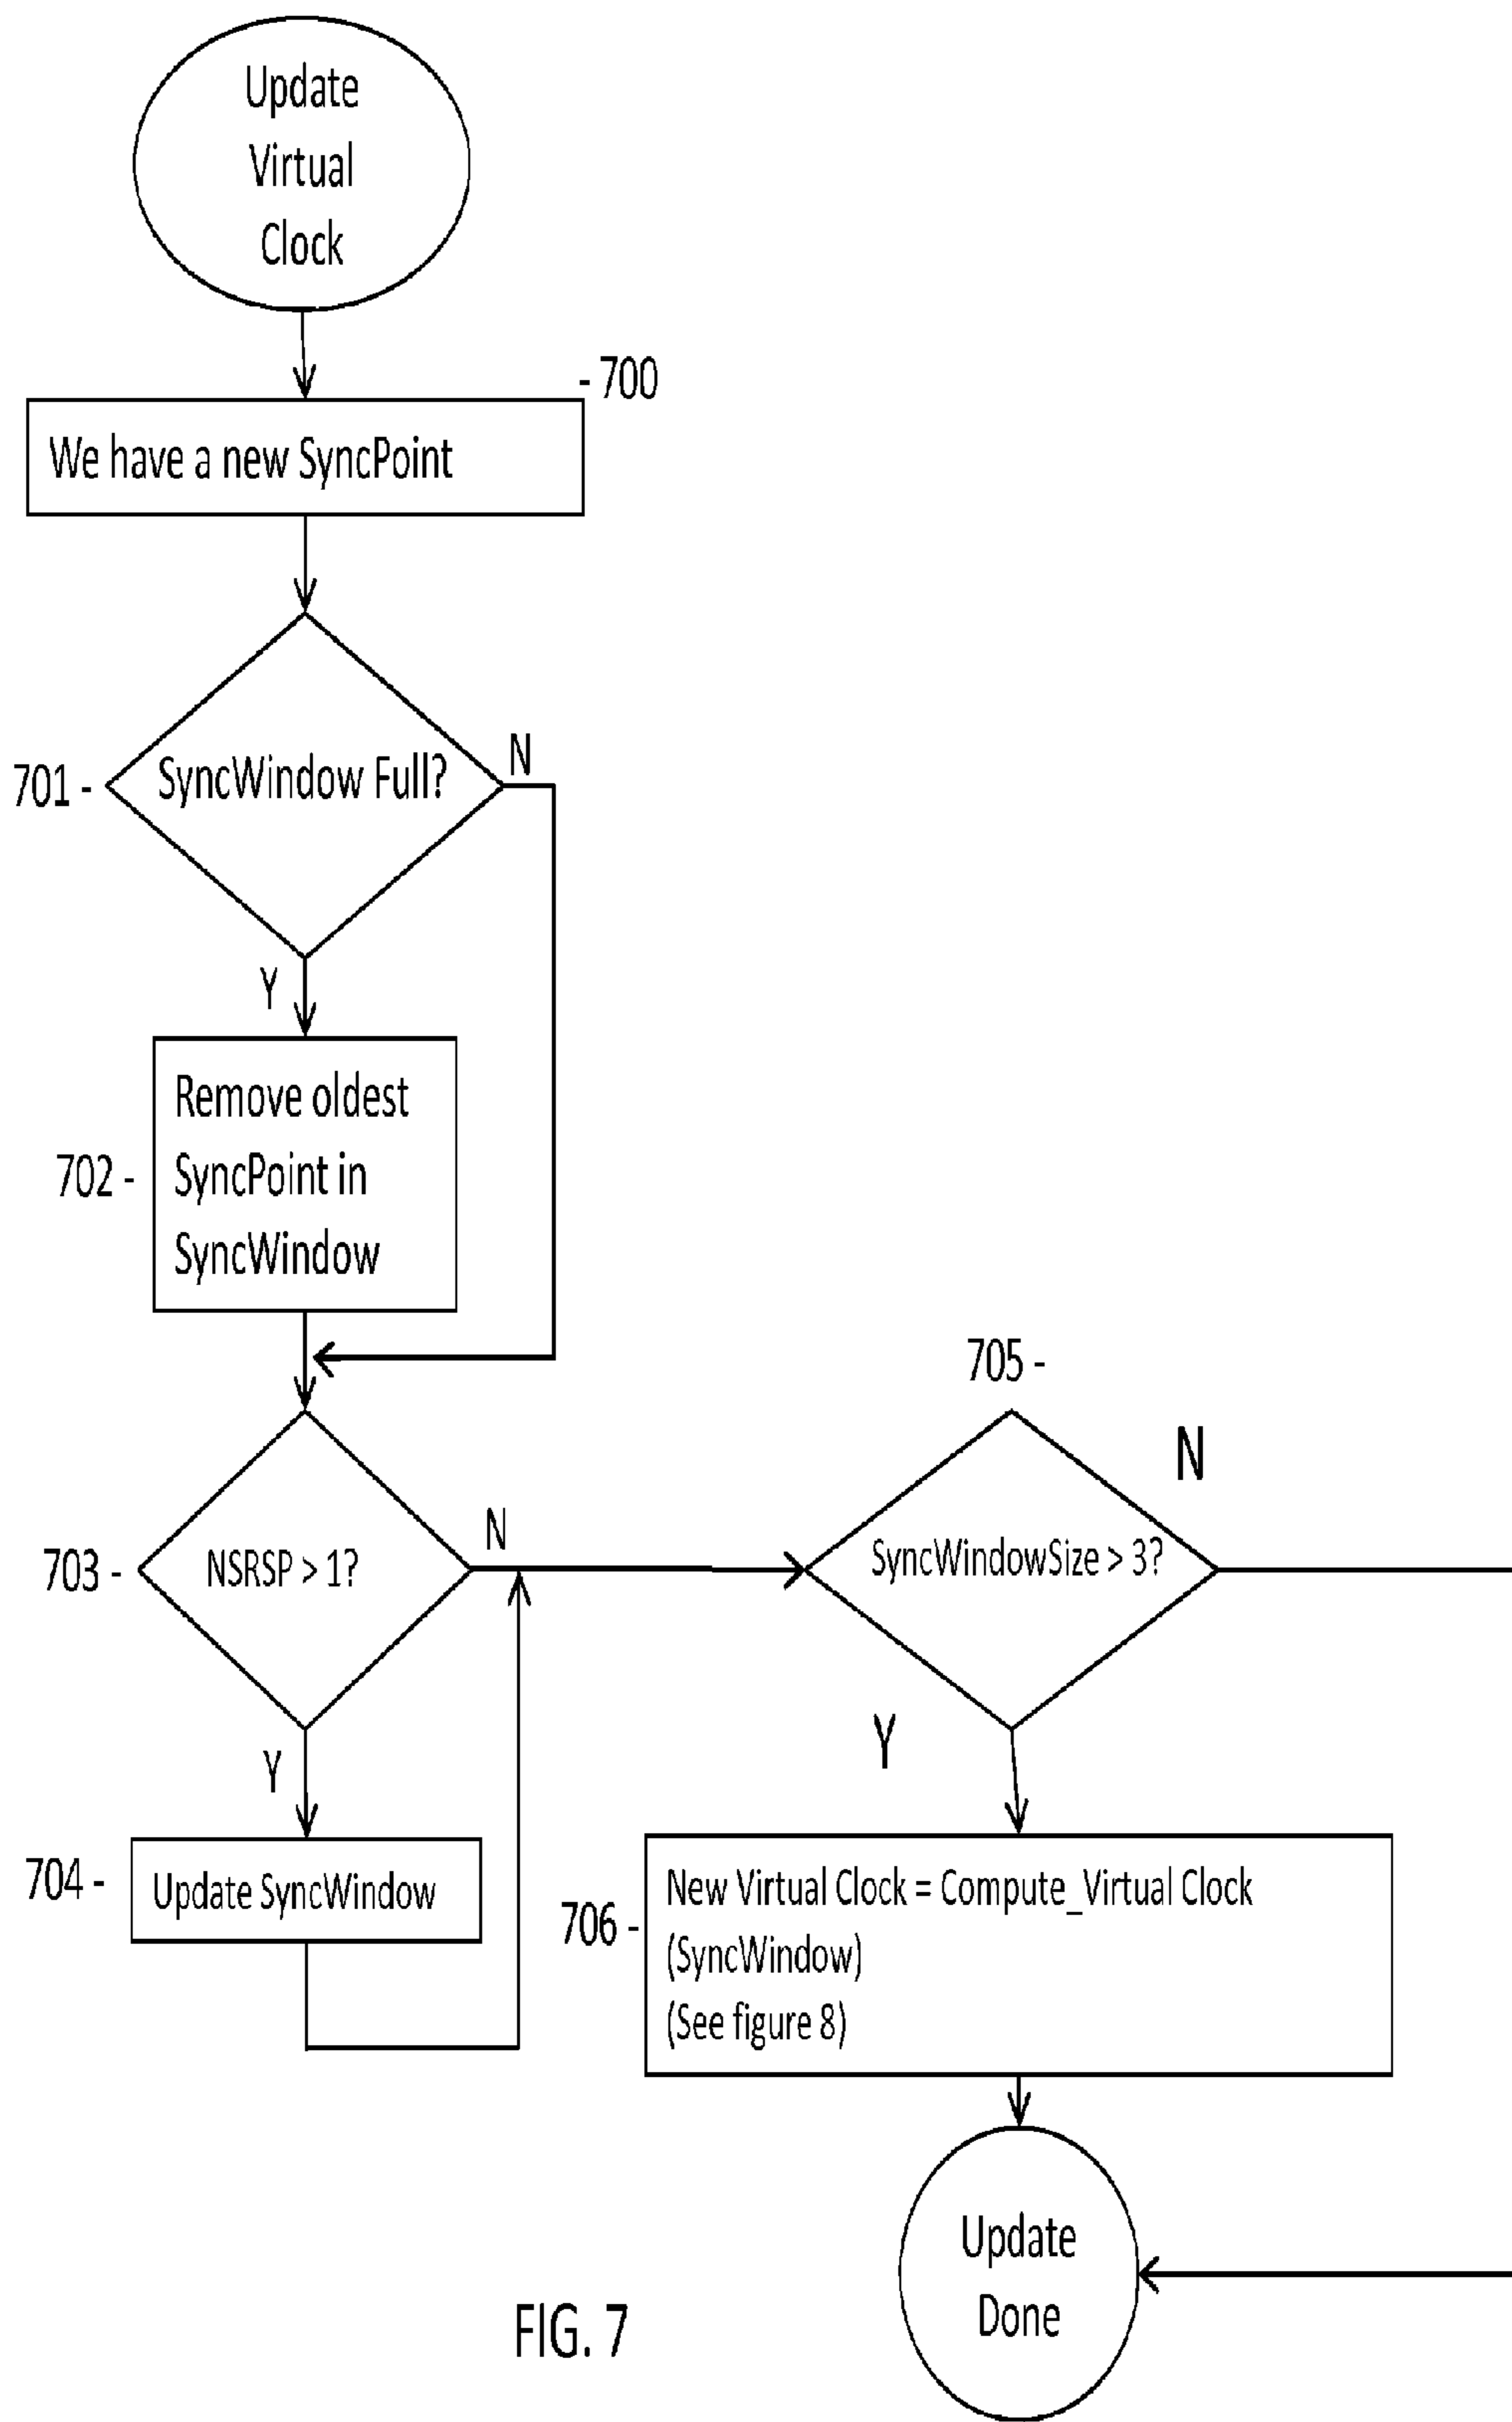 Update
Virtual
Clock
- 700
We have a new SyncPoint
701 -
SyncWindow Full?
N
Y
702 -
Remove oldest
SyncPoint in
SyncWindow
703 -
NSRSP > 1?
N
Y
704 -
Update SyncWindow
705 -
SyncWindowSize > 3?
N
Y
706 -
New Virtual Clock = Compute_Virtual Clock
(SyncWindow)
(See figure 8)
Update
Done
FIG. 7